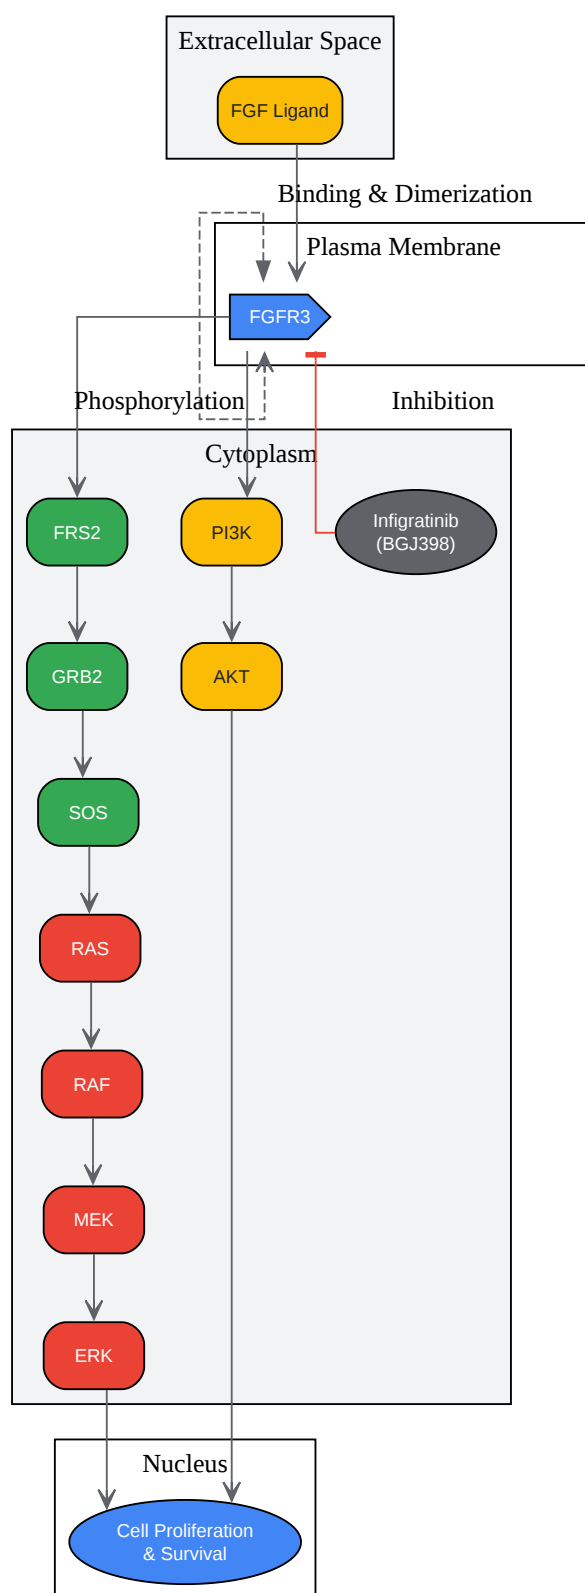 Extracellular Space
FGF Ligand
Binding & Dimerization
Plasma Membrane
FGFR3
Phosphorylation
Inhibition
Cytoplasm
FRS2
PI3K
Infigratinib
(BGJ398)
GRB2
AKT
SOS
RAS
RAF
MEK
ERK
Nucleus
Cell Proliferation
& Survival